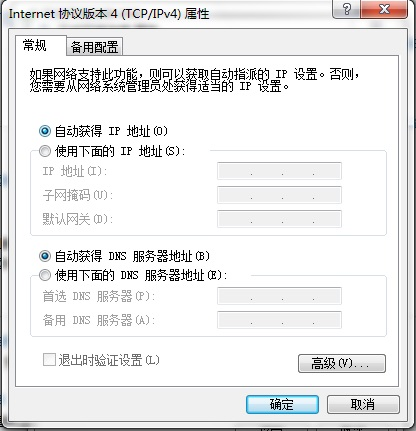 Internet 协议版本 4 (TCP/IPv4) 属性
常规
备用配置
如果网络支持此功能，则可以获取自动指派的 IP 设置。否则，
您需要从网络系统管理员处获得适当的 IP 设置。
自动获得 IP 地址(O)
使用下面的 IP 地址(S):
IP 地址(I):
子网掩码(U):
默认网关(D):
自动获得 DNS 服务器地址(B)
使用下面的 DNS 服务器地址(E):
首选 DNS 服务器(P):
备用 DNS 服务器(A):
退出时验证设置(L)
高级(V)...
确定
取消